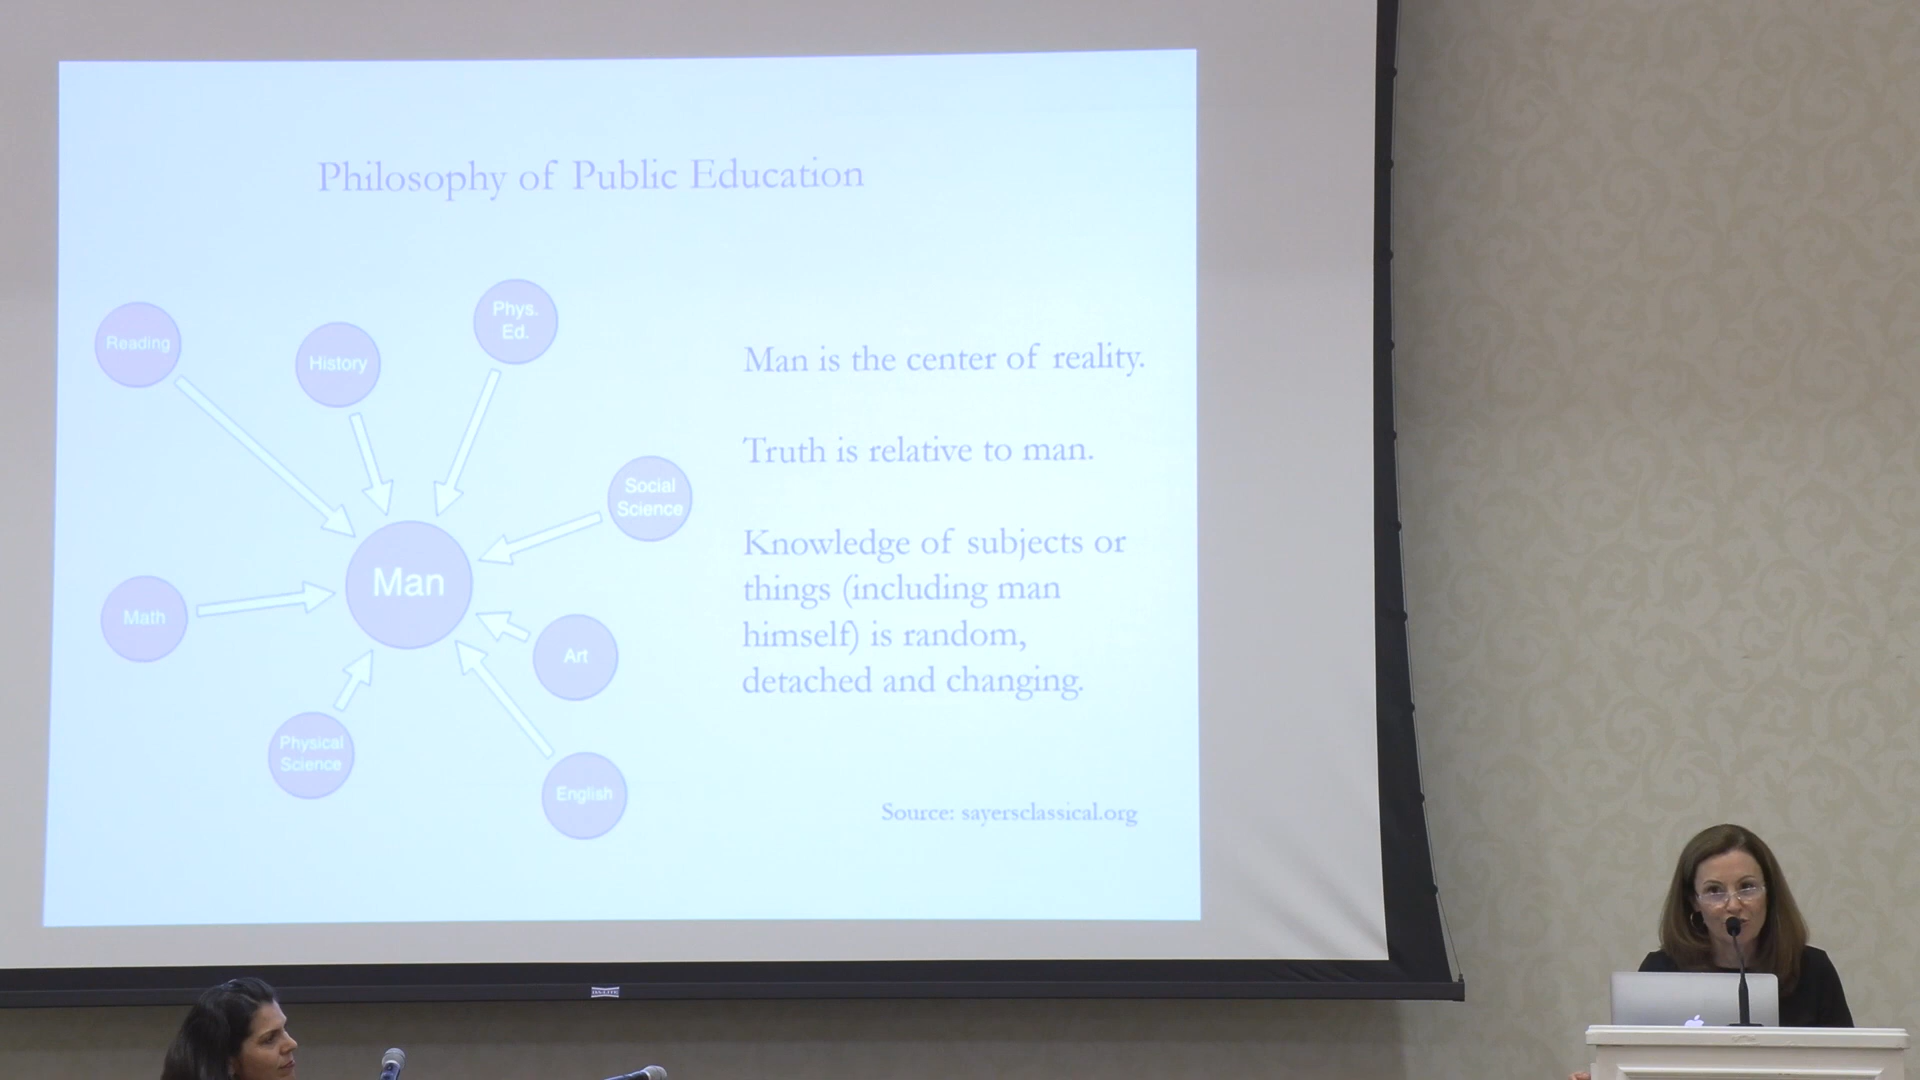 Philosophy of Public Education
Phys.
Ed.
Reading
History
Social
Science
Man
Math
Art
Physical
Science
English
Man is the center of reality.
Truth is relative to man.
Knowledge of subjects or
things (including man
himself) is random,
detached and changing.
Source: sayersclassical.org